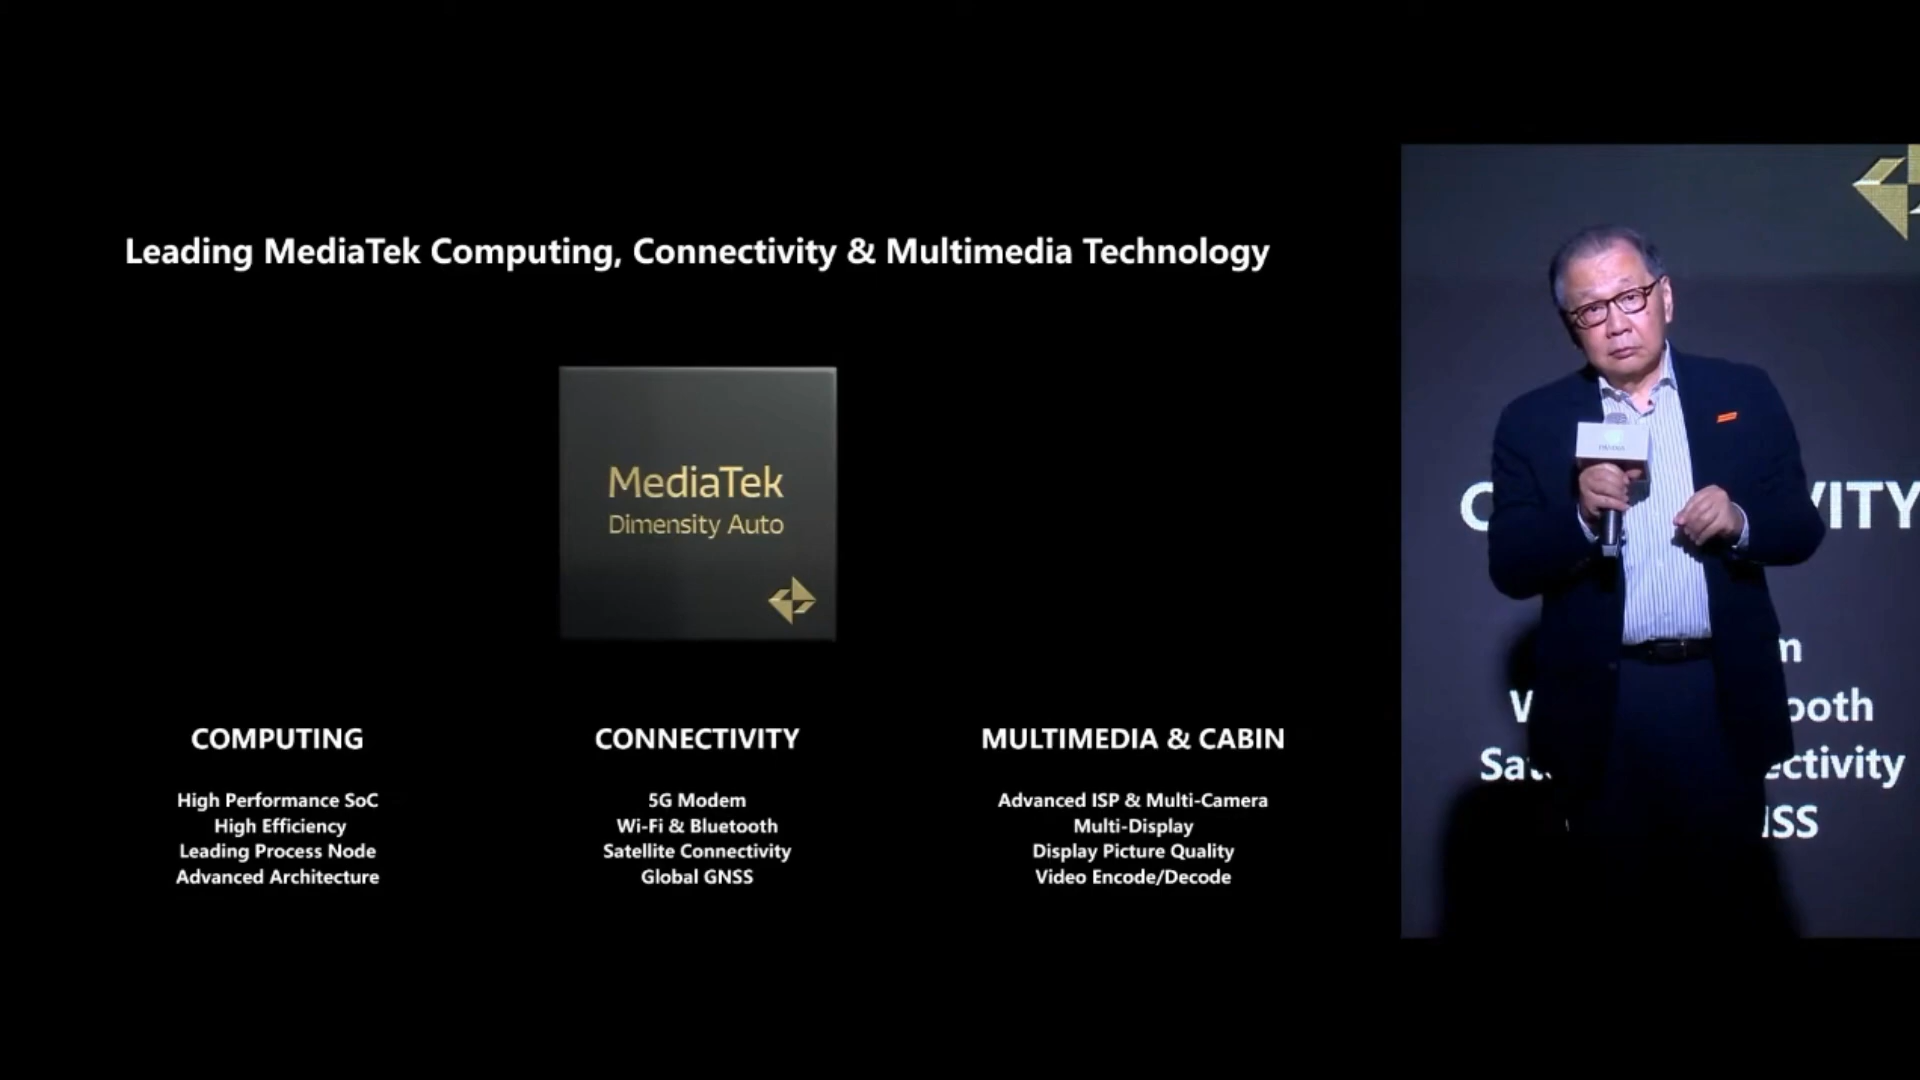 Leading MediaTek Computing, Connectivity & Multimedia Technology
MediaTek
Dimensity Auto
COMPUTING
High Performance SoC
High Efficiency
Leading Process Node
Advanced Architecture
CONNECTIVITY
5G Modem
Wi-Fi & Bluetooth
Satellite Connectivity
Global GNSS
MULTIMEDIA & CABIN
Advanced ISP & Multi-Camera
Multi-Display
Display Picture Quality
Video Encode/Decode